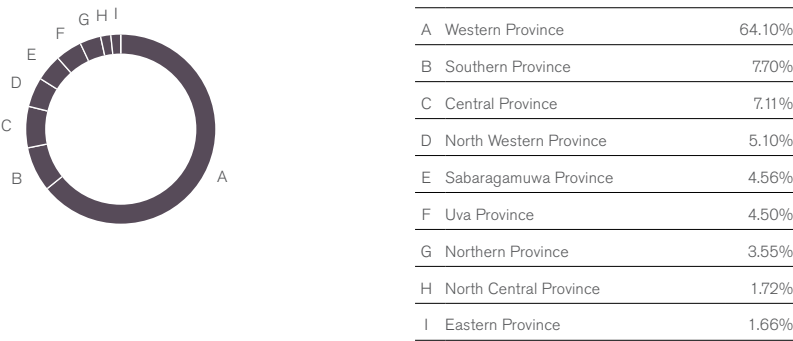 I
H
G
F
E
D
C
B
A
A Western Province 64.10%
B Southern Province 7.70%
C Central Province 7.11%
D North Western Province 5.10%
E Sabaragamuwa Province 4.56%
F Uva Province 4.50%
G Northern Province 3.55%
H North Central Province 1.72%
I Eastern Province 1.66%